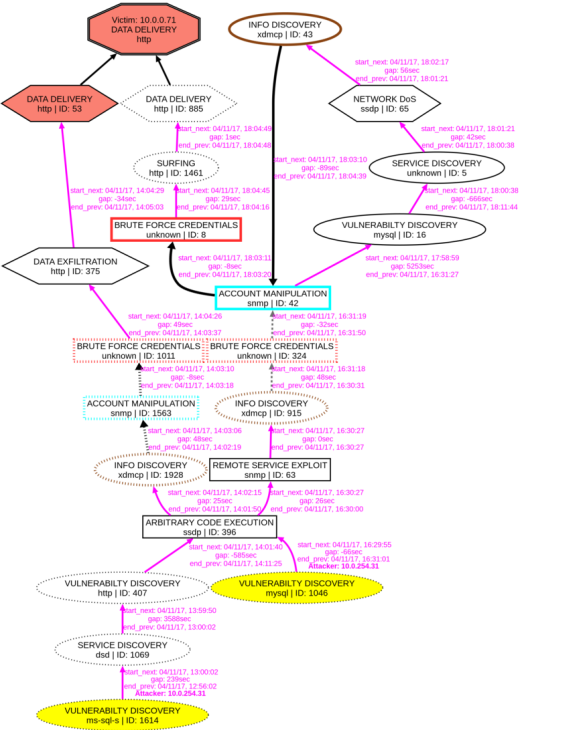 Victim: 10.0.0.71
DATA DELIVERY
http
INFO DISCOVERY
xdmcp | ID: 43
start_next: 04/11/17, 18:02:17
gap: 56sec
end_prev: 04/11/17, 18:01:21
DATA DELIVERY
http | ID: 53
DATA DELIVERY
http | ID: 885
NETWORK DoS
ssdp | ID: 65
start_next: 04/11/17, 18:04:49
gap: 1sec
end_prev: 04/11/17, 18:04:48
start_next: 04/11/17, 18:01:21
gap: 42sec
end_prev: 04/11/17, 18:00:38
SURFING
http | ID: 1461
start_next: 04/11/17, 18:03:10
gap: -89sec
end_prev: 04/11/17, 18:04:39
SERVICE DISCOVERY
unknown | ID: 5
start_next: 04/11/17, 14:04:29
gap: -34sec
end_prev: 04/11/17, 14:05:03
start_next: 04/11/17, 18:04:45
gap: 29sec
end_prev: 04/11/17, 18:04:16
start_next: 04/11/17, 18:00:38
gap: -666sec
end_prev: 04/11/17, 18:11:44
BRUTE FORCE CREDENTIALS
unknown | ID: 8
VULNERABILTY DISCOVERY
mysql | ID: 16
DATA EXFILTRATION
http | ID: 375
start_next: 04/11/17, 18:03:11
gap: -8sec
end_prev: 04/11/17, 18:03:20
start_next: 04/11/17, 17:58:59
gap: 5253sec
end_prev: 04/11/17, 16:31:27
ACCOUNT MANIPULATION
snmp | ID: 42
start_next: 04/11/17, 14:04:26
gap: 49sec
end_prev: 04/11/17, 14:03:37
start_next: 04/11/17, 16:31:19
gap: -32sec
end_prev: 04/11/17, 16:31:50
BRUTE FORCE CREDENTIALS
unknown | ID: 1011
BRUTE FORCE CREDENTIALS
unknown | ID: 324
start_next: 04/11/17, 14:03:10
gap: -8sec
end_prev: 04/11/17, 14:03:18
start_next: 04/11/17, 16:31:18
gap: 48sec
end_prev: 04/11/17, 16:30:31
ACCOUNT MANIPULATION
snmp | ID: 1563
INFO DISCOVERY
xdmcp | ID: 915
start_next: 04/11/17, 14:03:06
gap: 48sec
end_prev: 04/11/17, 14:02:19
start_next: 04/11/17, 16:30:27
gap: 0sec
end_prev: 04/11/17, 16:30:27
INFO DISCOVERY
xdmcp | ID: 1928
REMOTE SERVICE EXPLOIT
snmp | ID: 63
start_next: 04/11/17, 14:02:15
gap: 25sec
end_prev: 04/11/17, 14:01:50
start_next: 04/11/17, 16:30:27
gap: 26sec
end_prev: 04/11/17, 16:30:00
ARBITRARY CODE EXECUTION
ssdp | ID: 396
start_next: 04/11/17, 14:01:40
gap: -585sec
end_prev: 04/11/17, 14:11:25
start_next: 04/11/17, 16:29:55
gap: -66sec
end_prev: 04/11/17, 16:31:01
Attacker: 10.0.254.31
VULNERABILTY DISCOVERY
http | ID: 407
VULNERABILTY DISCOVERY
mysql | ID: 1046
start_next: 04/11/17, 13:59:50
gap: 3588sec
end_prev: 04/11/17, 13:00:02
SERVICE DISCOVERY
dsd | ID: 1069
start_next: 04/11/17, 13:00:02
gap: 239sec
end_prev: 04/11/17, 12:56:02
Attacker: 10.0.254.31
VULNERABILTY DISCOVERY
ms-sql-s | ID: 1614